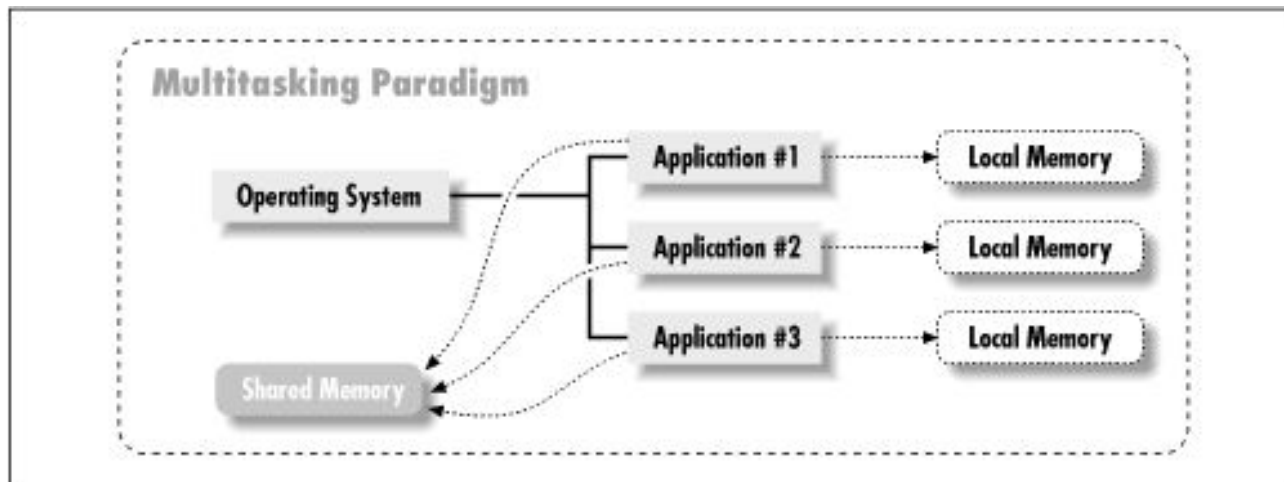 Multitasking Paradigm
Application #1
Local Memory
Operating System
Application #2
Local Memory
Application #3
Local Memory
Shared Memory